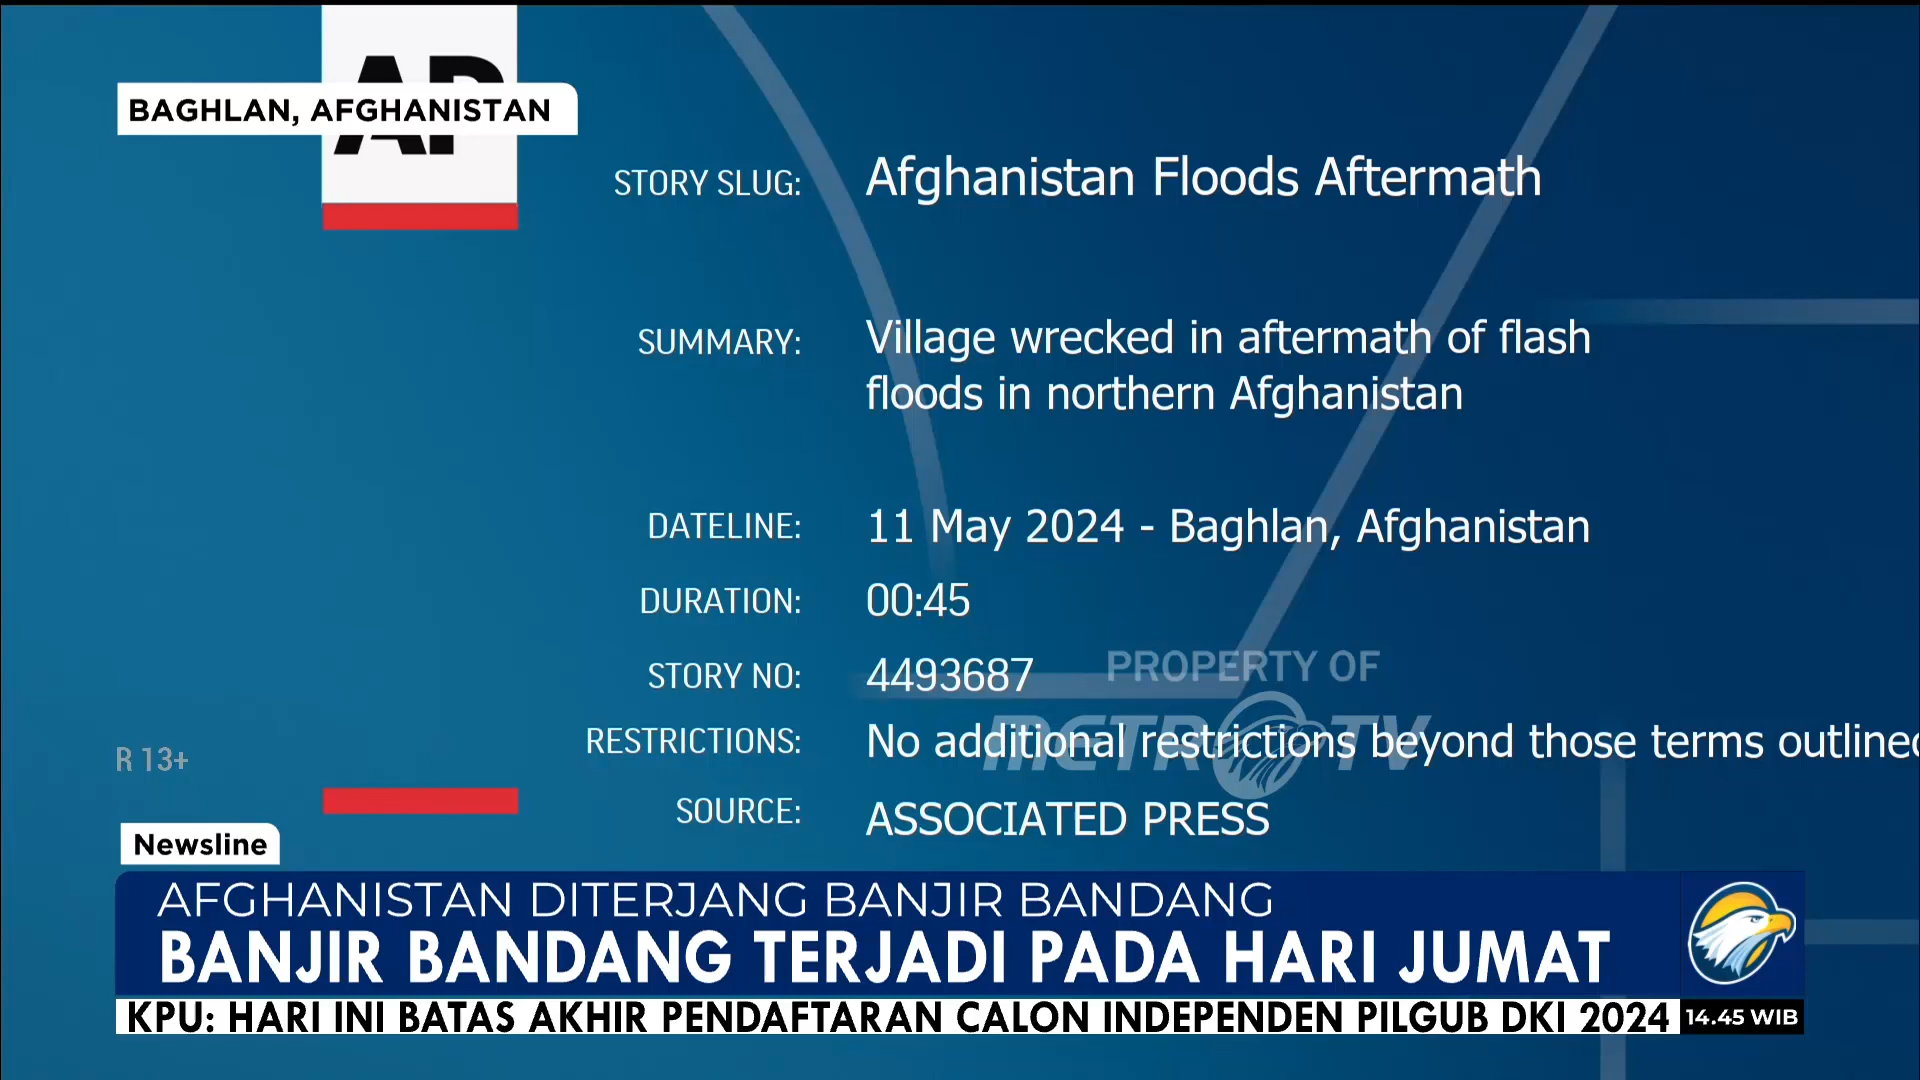 AP
BAGHLAN, AFGHANISTAN
STORY SLUG: Afghanistan Floods Aftermath
SUMMARY: Village wrecked in aftermath of flash
floods in northern Afghanistan
DATELINE: 11 May 2024 - Baghlan, Afghanistan
DURATION: 00:45
STORY NO: 4493687
PROPERTY OF
METRO TV
RESTRICTIONS: No additional restrictions beyond those terms outlined
R 13+
SOURCE: ASSOCIATED PRESS
Newsline
AFGHANISTAN DITERJANG BANJIR BANDANG
BANJIR BANDANG TERJADI PADA HARI JUMAT
KPU: HARI INI BATAS AKHIR PENDAFTARAN CALON INDEPENDEN PILGUB DKI 2024 14.45 WIB